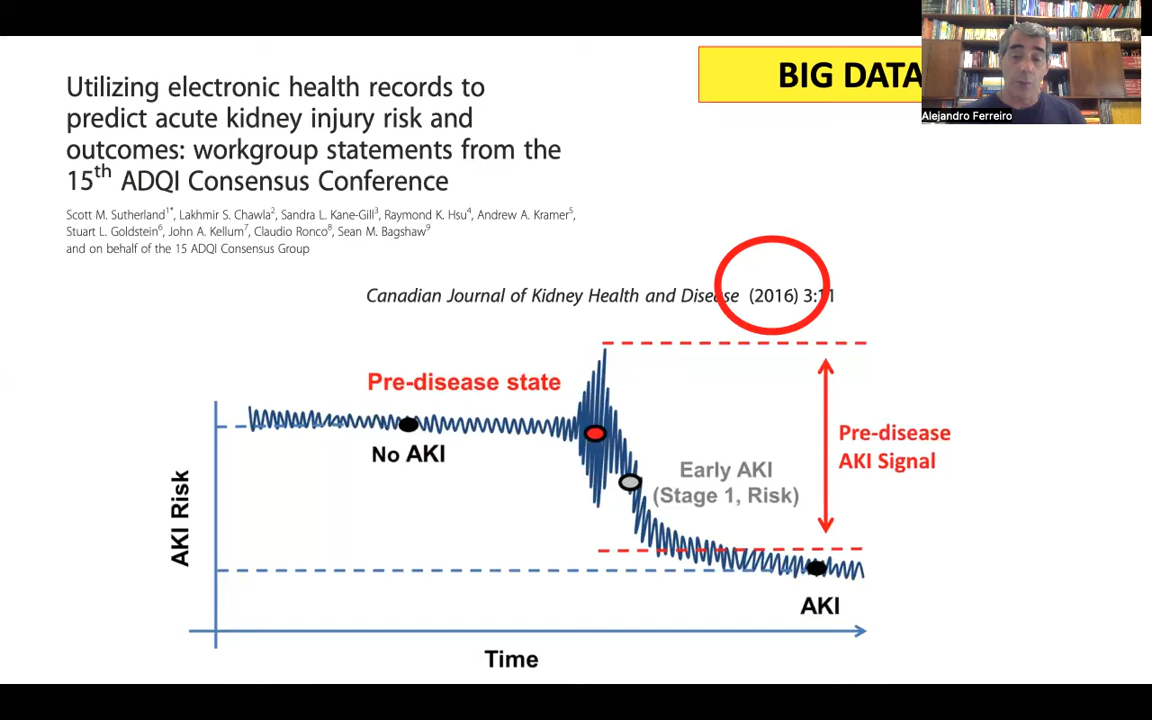 BIG DATA
Alejandro Ferreiro
Utilizing electronic health records to
predict acute kidney injury risk and
outcomes: workgroup statements from the
15th ADQI Consensus Conference
Scott M. Sutherland1*, Lakhmir S. Chawla2, Sandra L. Kane-Gill3, Raymond K. Hsu4, Andrew A. Kramer5,
Stuart L. Goldstein6, John A. Kellum7, Claudio Ronco8, Sean M. Bagshaw9
and on behalf of the 15 ADQI Consensus Group
Canadian Journal of Kidney Health and Disease (2016) 3:11
Pre-disease state
No AKI
Early AKI
(Stage 1, Risk)
Pre-disease
AKI Signal
AKI Risk
AKI
Time